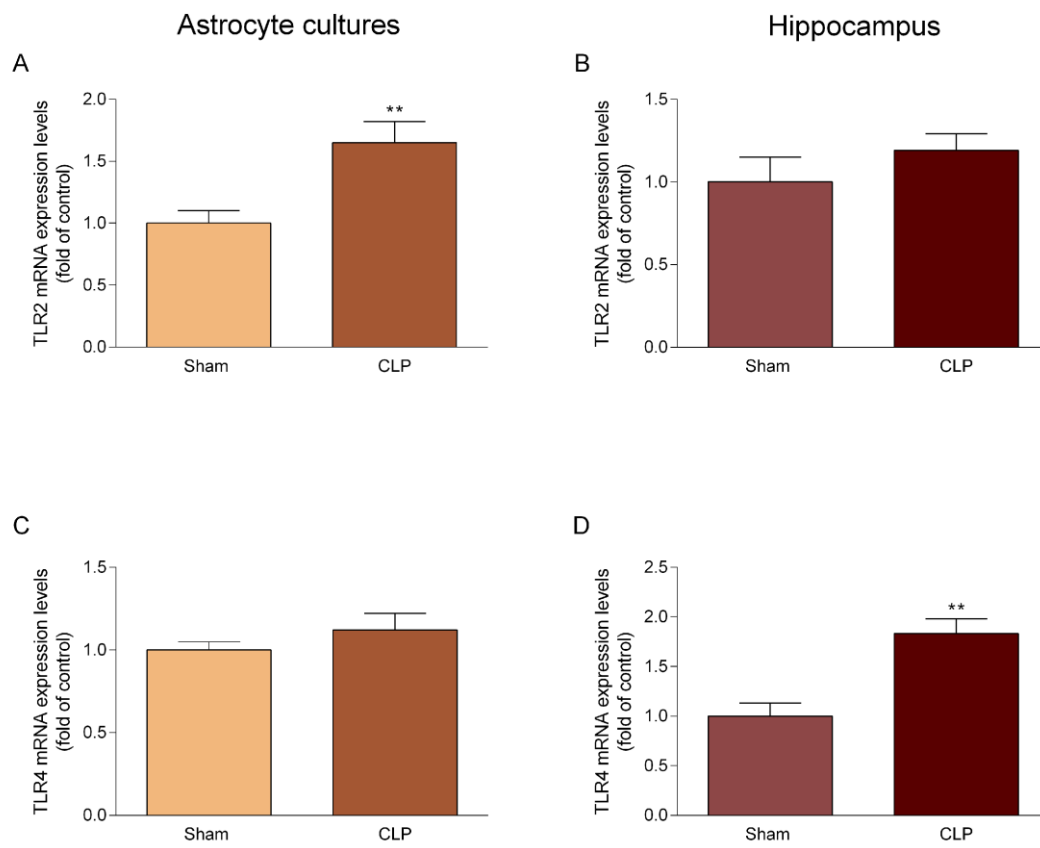 Astrocyte cultures
Hippocampus
A
TLR2 mRNA expression levels
(fold of control)
2.0
1.5
1.0
0.5
0.0
**
Sham
CLP
B
TLR2 mRNA expression levels
(fold of control)
1.5
1.0
0.5
0.0
Sham
CLP
C
TLR4 mRNA expression levels
(fold of control)
1.5
1.0
0.5
0.0
Sham
CLP
D
TLR4 mRNA expression levels
(fold of control)
2.5
2.0
1.5
1.0
0.5
0.0
**
Sham
CLP